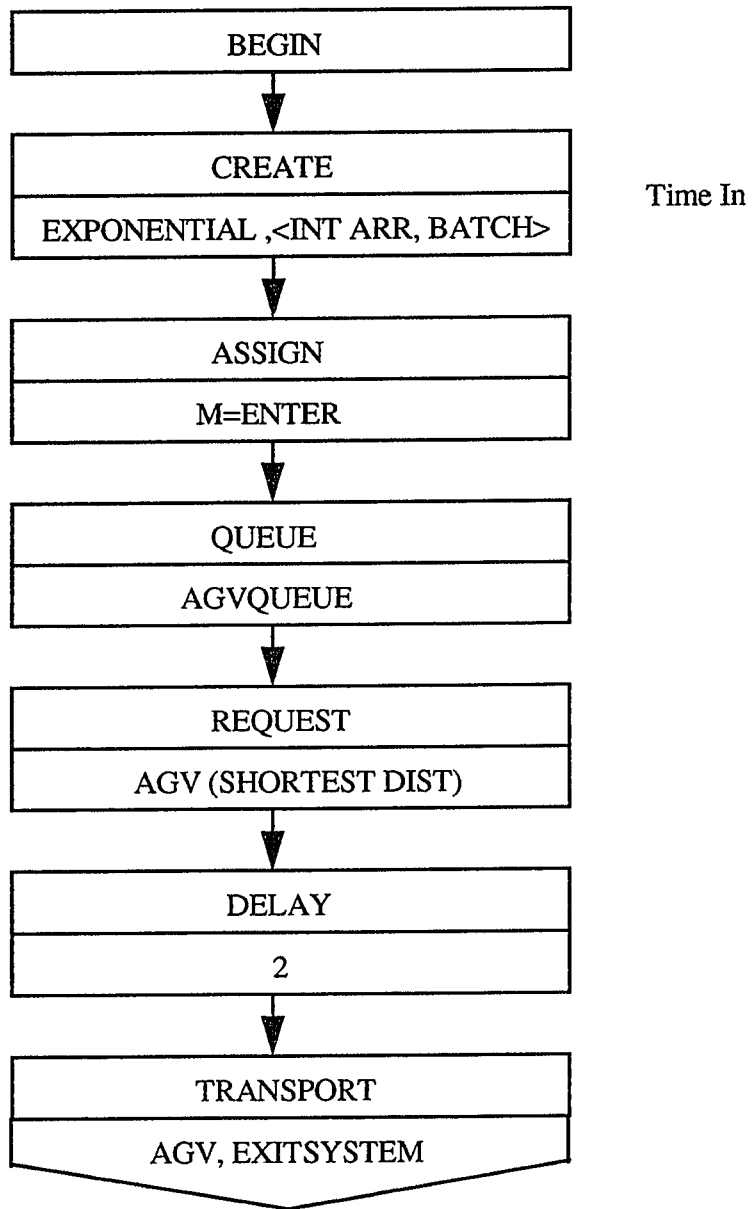 BEGIN
CREATE
Time In
EXPONENTIAL ,<INT ARR, BATCH>
ASSIGN
M=ENTER
QUEUE
AGVQUEUE
REQUEST
AGV (SHORTEST DIST)
DELAY
2
TRANSPORT
AGV, EXITSYSTEM